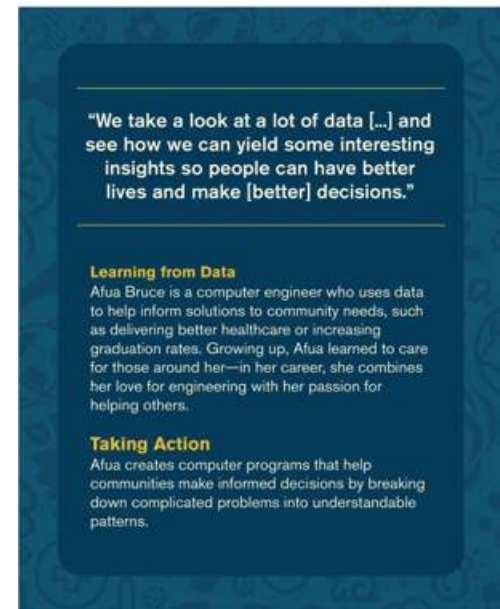 "We take a look at a lot of data [...] and
see how we can yield some interesting
insights so people can have better
lives and make [better] decisions."
Learning from Data
Afua Bruce is a computer engineer who uses data
to help inform solutions to community needs, such
as delivering better healthcare or increasing
graduation rates. Growing up, Afua learned to care
for those around her—in her career, she combines
her love for engineering with her passion for
helping others.
Taking Action
Afua creates computer programs that help
communities make informed decisions by breaking
down complicated problems into understandable
patterns.